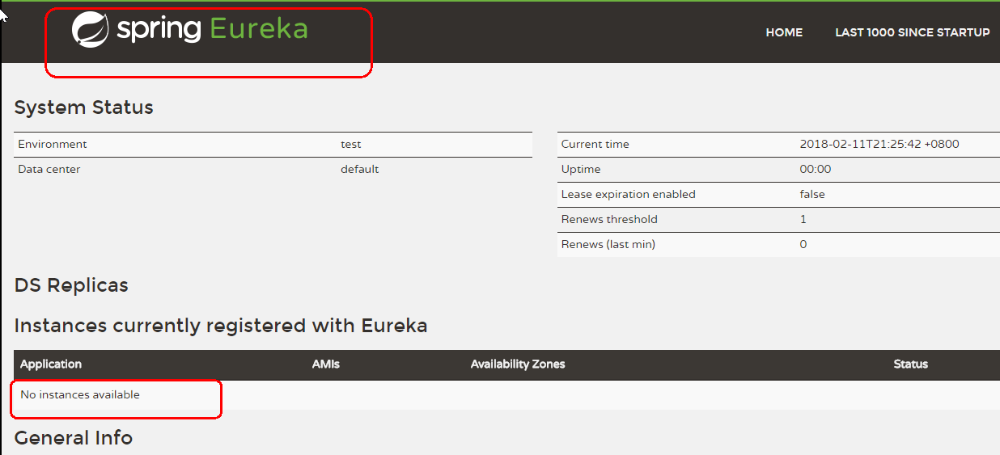 spring Eureka
HOME LAST 1000 SINCE STARTUP
System Status
Environment test
Data center default
Current time 2018-02-11T21:25:42 +0800
Uptime 00:00
Lease expiration enabled false
Renews threshold 1
Renews (last min) 0
DS Replicas
Instances currently registered with Eureka
Application AMIs Availability Zones Status
No instances available
General Info